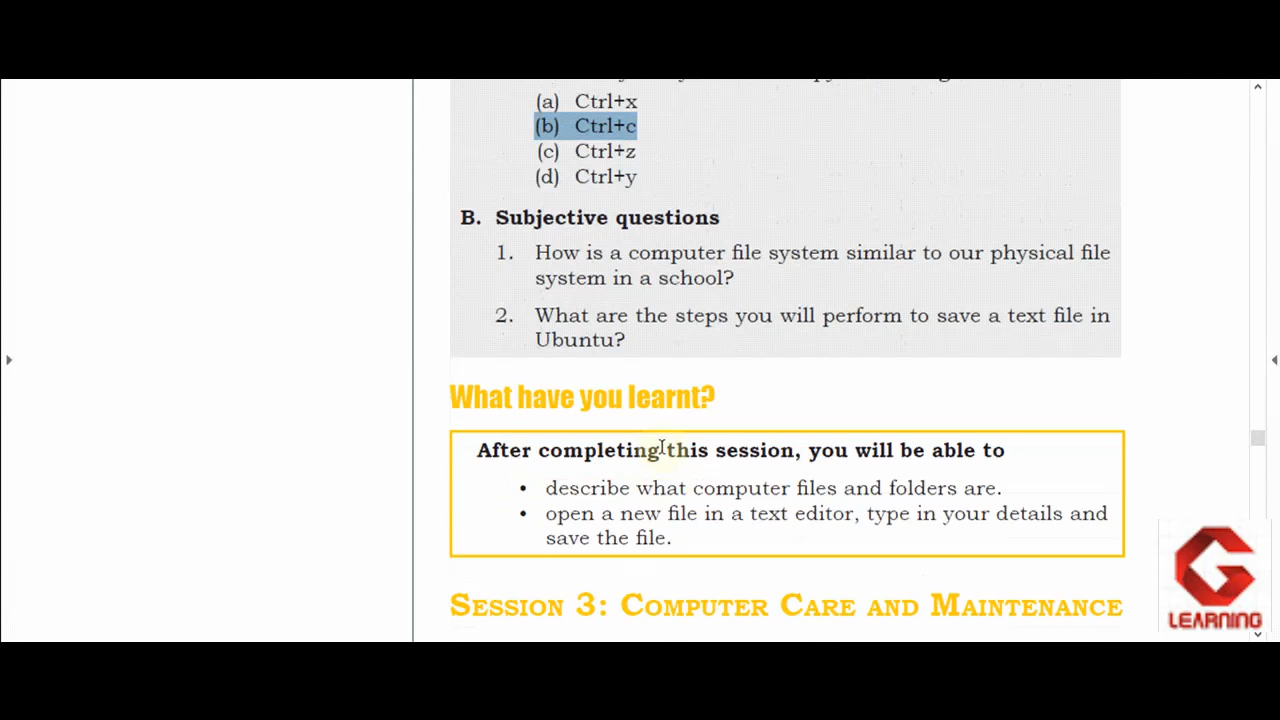 (a) Ctrl+x
(b) Ctrl+c
(c) Ctrl+z
(d) Ctrl+y
B. Subjective questions
1. How is a computer file system similar to our physical file
system in a school?
2. What are the steps you will perform to save a text file in
Ubuntu?
What have you learnt?
After completing this session, you will be able to
• describe what computer files and folders are.
• open a new file in a text editor, type in your details and
save the file.
SESSION 3: COMPUTER CARE AND MAINTENANCE
LEARNING